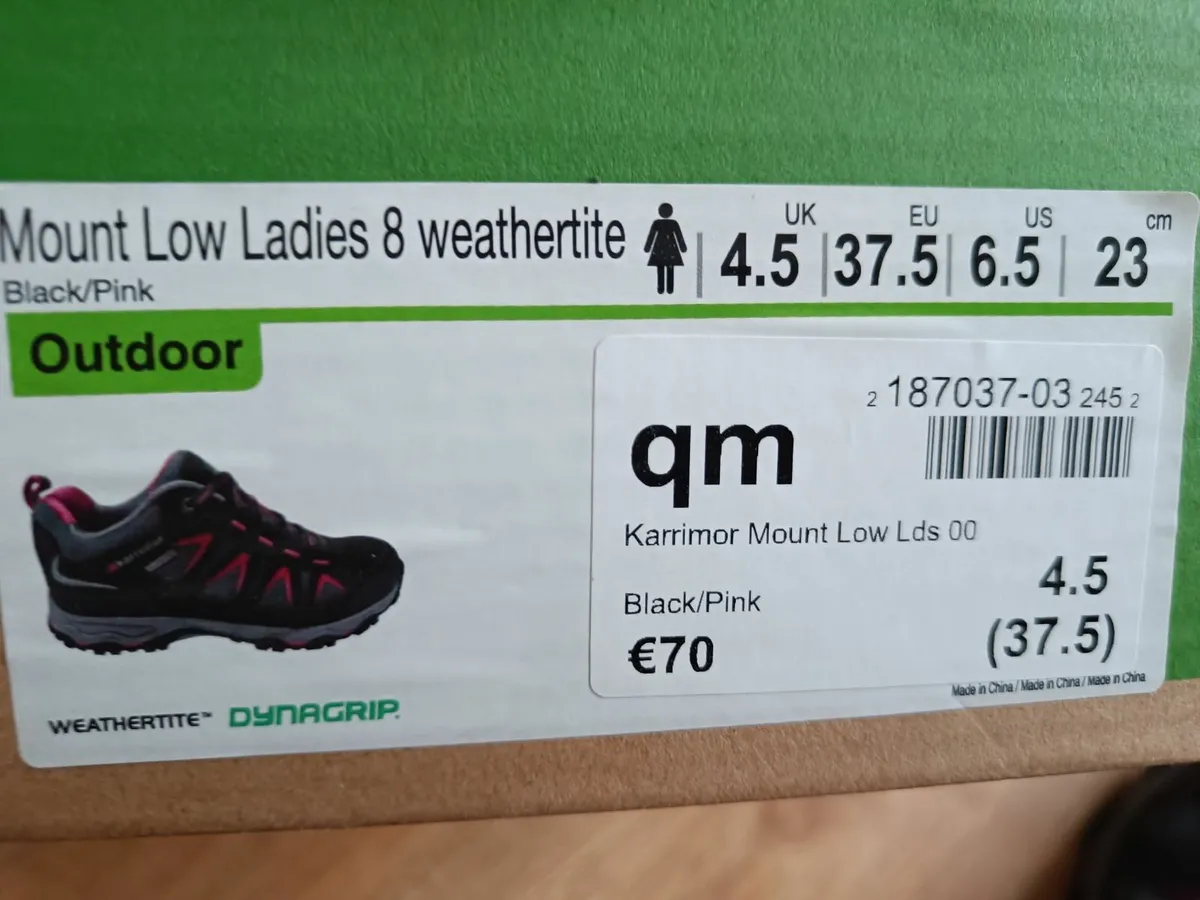 Mount Low Ladies 8 weathertite
UK EU US cm
4.5 37.5 6.5 23
Black/Pink
Outdoor
2 187037-03 245 2
qm
Karrimor Mount Low Lds 00
4.5
Black/Pink
(37.5)
€70
Made in China / Made in China / Made in China
WEATHERTITE™ DYNAGRIP.
karrimor